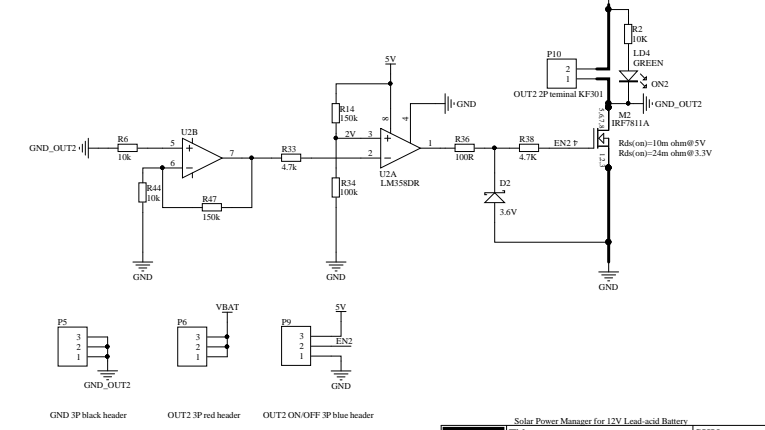 R2
10K
LD4
GREEN
P10
2
1
ON2
OUT2 2P teminal KF301
GND_OUT2
5V
R14
150k
8
4
GND
M2
IRF7811A
5,6,7,8
2V
3
2
1
U2A
LM358DR
R36
100R
R38
4.7K
EN2
4
Rds(on)=10m ohm@5V
Rds(on)=24m ohm@3.3V
GND_OUT2
R6
10k
5
6
7
U2B
R33
4.7k
R44
10k
R47
150k
R34
100k
D2
3.6V
GND
GND
GND
P5
3
2
1
GND_OUT2
P6
VBAT
3
2
1
P9
5V
3
2
1
EN2
GND
GND 3P black header
OUT2 3P red header
OUT2 ON/OFF 3P blue header
Solar Power Manager for 12V Lead-acid Battery